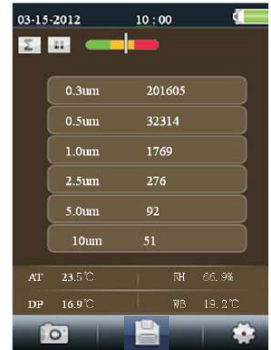 03-15-2012 10:00
Σ
0.3um 201605
0.5um 32314
1.0um 1769
2.5um 276
5.0um 92
10um 51
AT 23.5℃ RH 66.9%
DP 16.9℃ WB 19.2℃